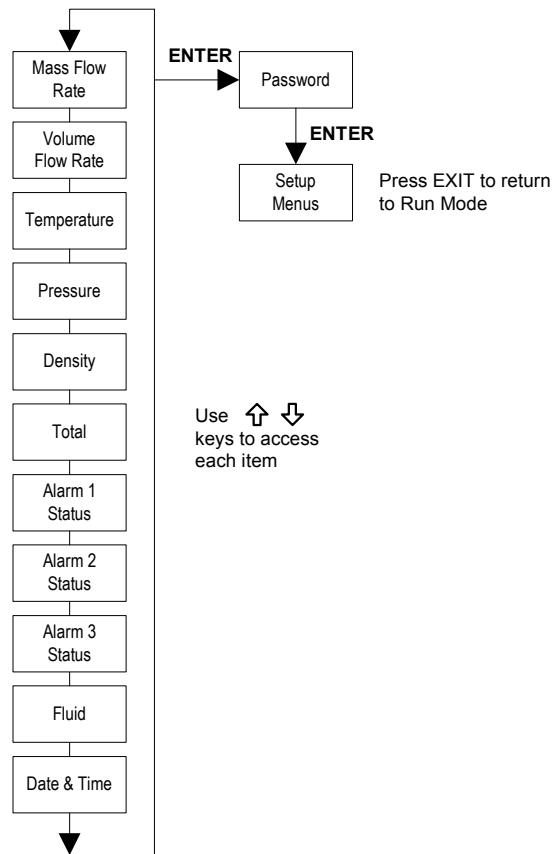 ENTER
Mass Flow
Rate
Password
ENTER
Volume
Flow Rate
Setup
Menus
Press EXIT to return
to Run Mode
Temperature
Pressure
Density
Total
Use
keys to access
each item
Alarm 1
Status
Alarm 2
Status
Alarm 3
Status
Fluid
Date & Time